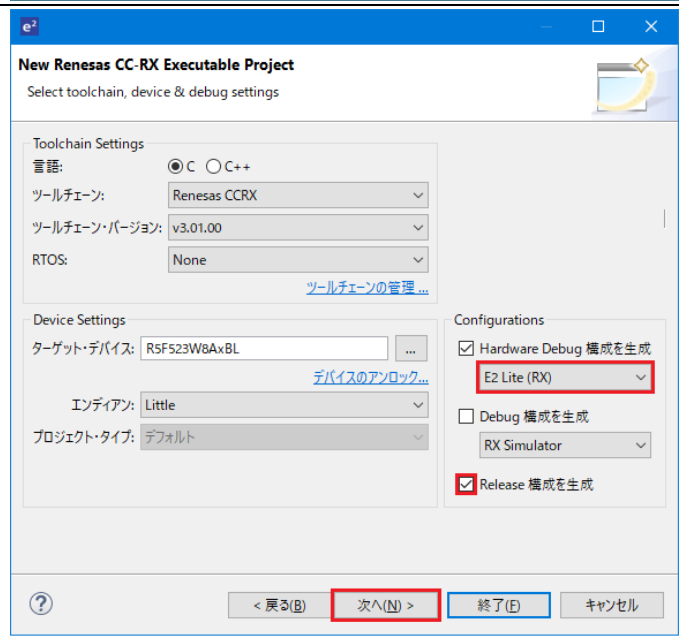 e²
New Renesas CC-RX Executable Project
Select toolchain, device & debug settings
Toolchain Settings
言語: C C++
ツールチェーン: Renesas CCRX
ツールチェーン・バージョン: v3.01.00
RTOS: None
ツールチェーンの管理 ...
Device Settings
ターゲット・デバイス: R5F523W8AxBL ...
デバイスのアンロック...
エンディアン: Little
プロジェクト・タイプ: デフォルト
Configurations
Hardware Debug 構成を生成
E2 Lite (RX)
Debug 構成を生成
RX Simulator
Release 構成を生成
? < 戻る(B) 次へ(N) > 終了(F) キャンセル